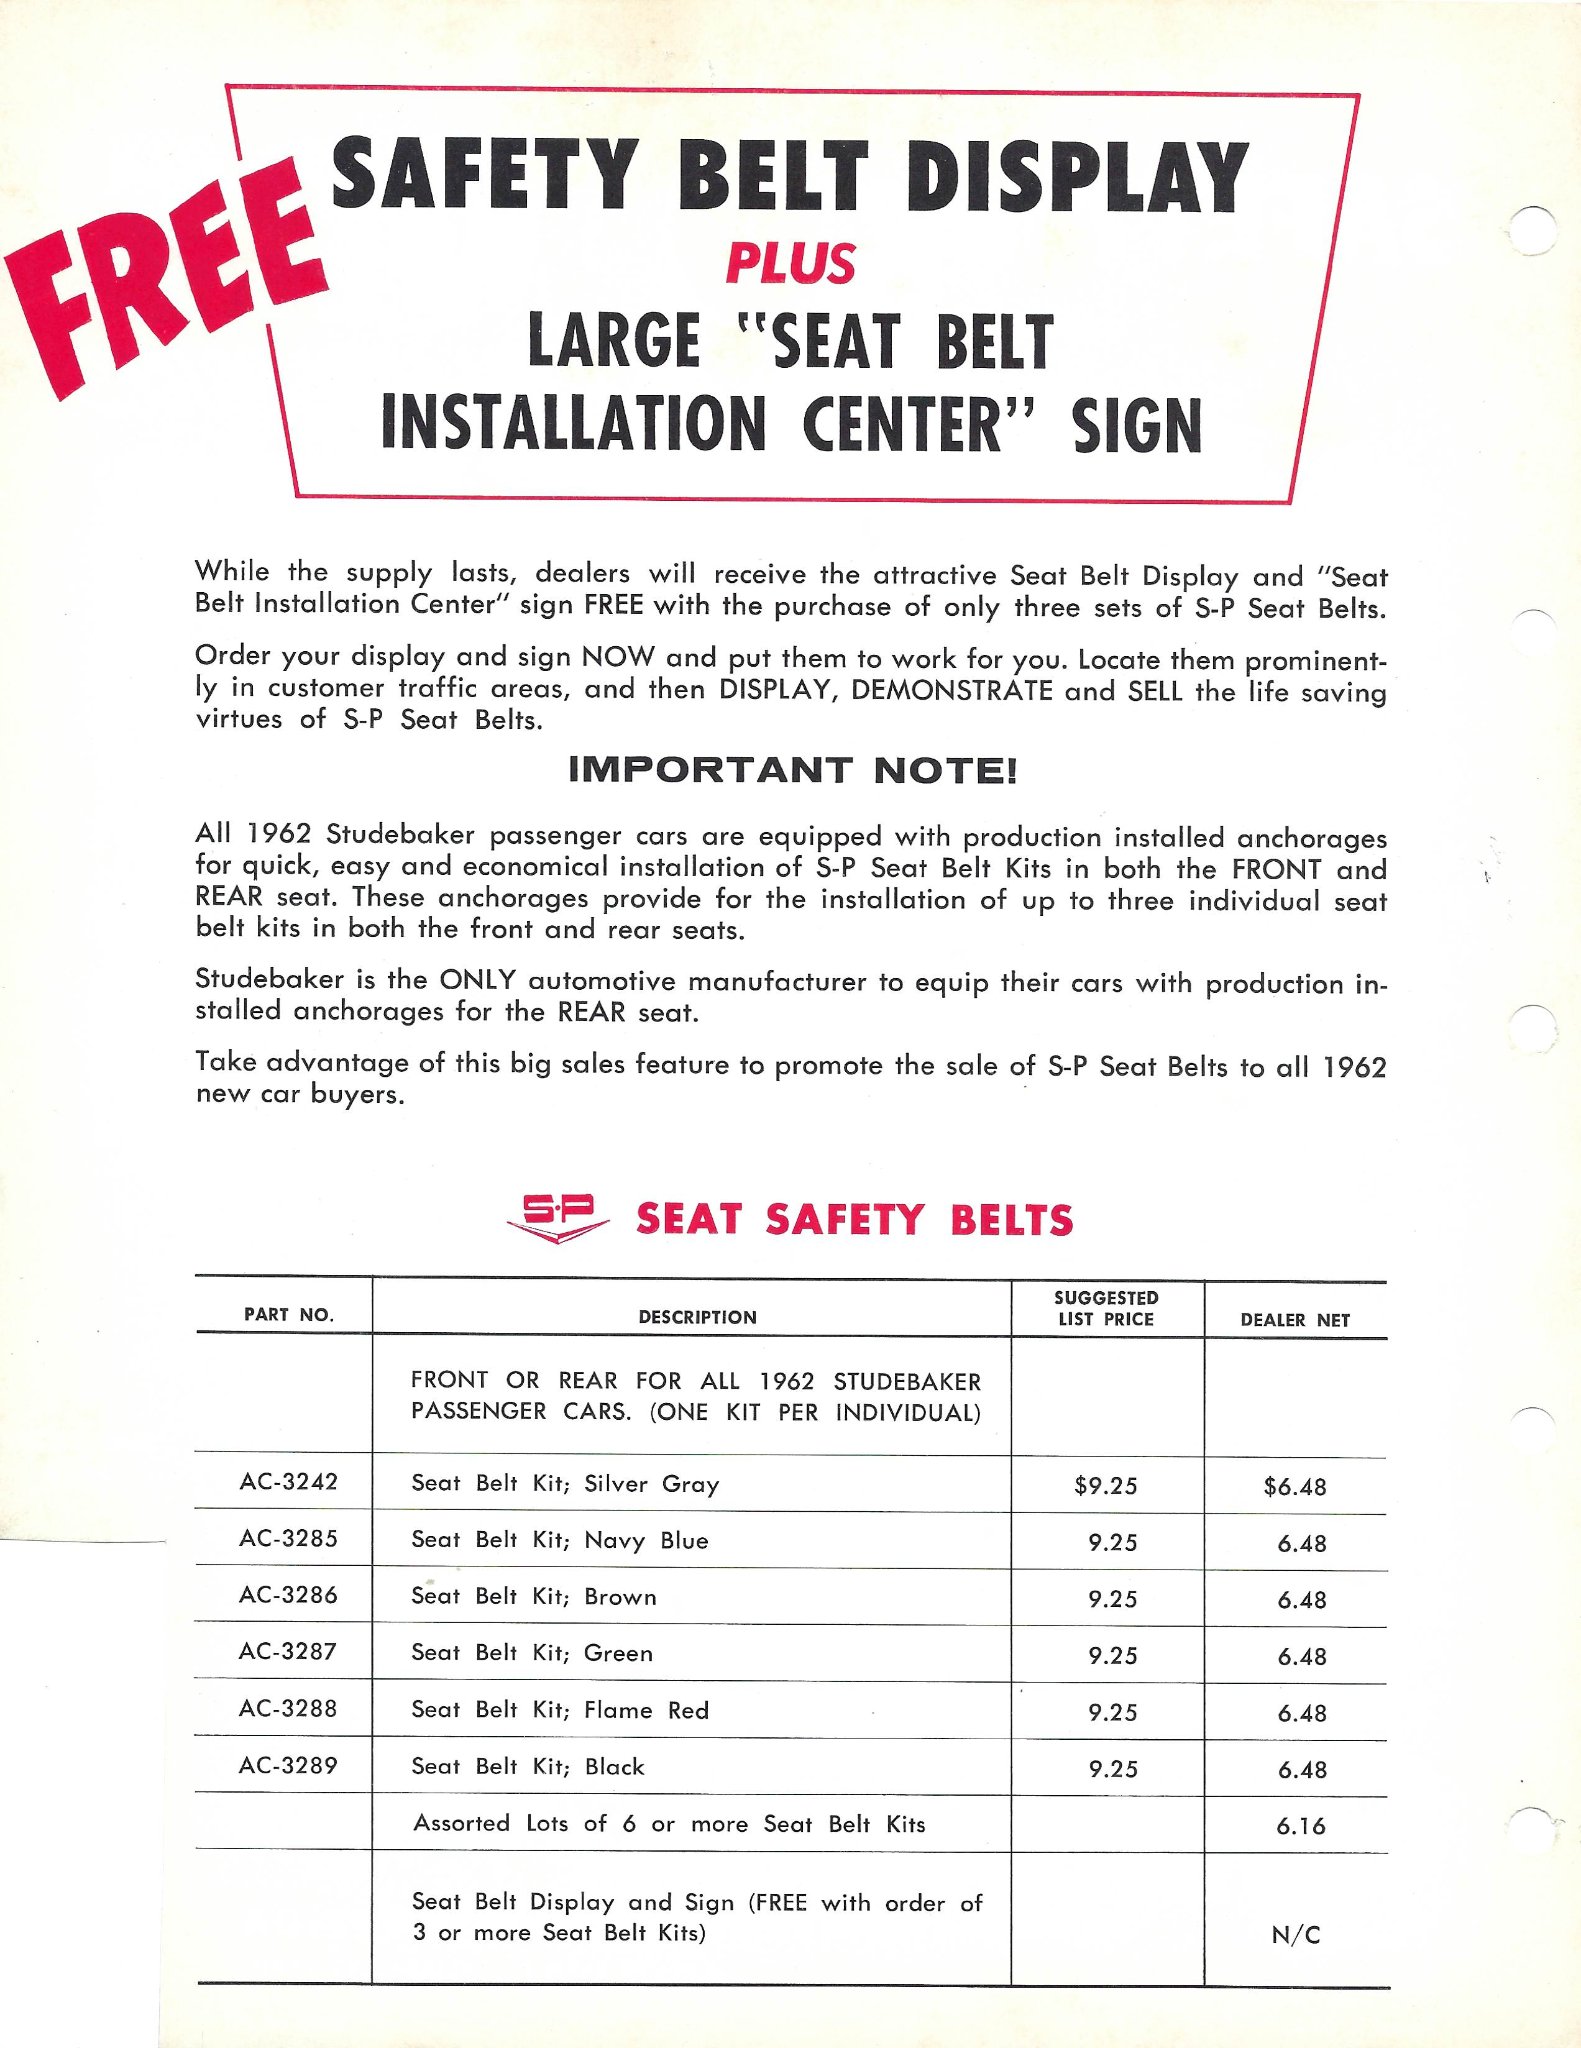 FREE
SAFETY BELT DISPLAY
PLUS
LARGE "SEAT BELT
INSTALLATION CENTER" SIGN
While the supply lasts, dealers will receive the attractive Seat Belt Display and "Seat
Belt Installation Center" sign FREE with the purchase of only three sets of S-P Seat Belts.
Order your display and sign NOW and put them to work for you. Locate them prominent-
ly in customer traffic areas, and then DISPLAY, DEMONSTRATE and SELL the life saving
virtues of S-P Seat Belts.
IMPORTANT NOTE!
All 1962 Studebaker passenger cars are equipped with production installed anchorages
for quick, easy and economical installation of S-P Seat Belt Kits in both the FRONT and
REAR seat. These anchorages provide for the installation of up to three individual seat
belt kits in both the front and rear seats.
Studebaker is the ONLY automotive manufacturer to equip their cars with production in-
stalled anchorages for the REAR seat.
Take advantage of this big sales feature to promote the sale of S-P Seat Belts to all 1962
new car buyers.
S-P SEAT SAFETY BELTS
PART NO. DESCRIPTION SUGGESTED LIST PRICE DEALER NET
FRONT OR REAR FOR ALL 1962 STUDEBAKER
PASSENGER CARS. (ONE KIT PER INDIVIDUAL)
AC-3242 Seat Belt Kit; Silver Gray $9.25 $6.48
AC-3285 Seat Belt Kit; Navy Blue 9.25 6.48
AC-3286 Seat Belt Kit; Brown 9.25 6.48
AC-3287 Seat Belt Kit; Green 9.25 6.48
AC-3288 Seat Belt Kit; Flame Red 9.25 6.48
AC-3289 Seat Belt Kit; Black 9.25 6.48
Assorted Lots of 6 or more Seat Belt Kits 6.16
Seat Belt Display and Sign (FREE with order of
3 or more Seat Belt Kits) N/C